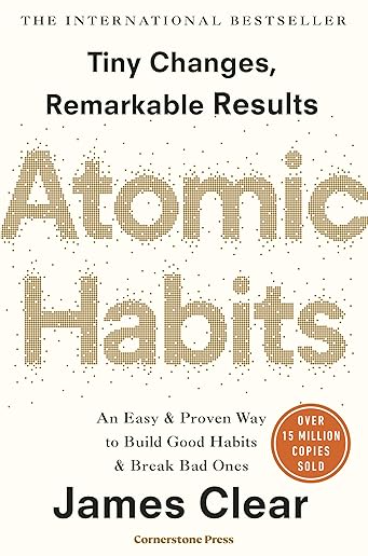 THE INTERNATIONAL BESTSELLER
Tiny Changes,
Remarkable Results
Atomic
Habits
An Easy & Proven Way
to Build Good Habits
& Break Bad Ones
OVER
15 MILLION
COPIES
SOLD
James Clear
Cornerstone Press